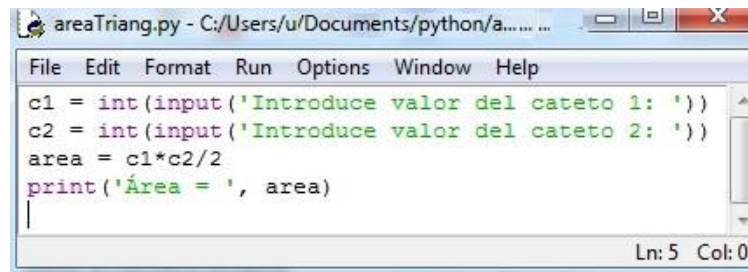 areaTriang.py - C:/Users/u/Documents/python/a...... ...
File Edit Format Run Options Window Help
c1 = int(input('Introduce valor del cateto 1: '))
c2 = int(input('Introduce valor del cateto 2: '))
area = c1*c2/2
print('Área = ', area)
Ln: 5 Col: 0